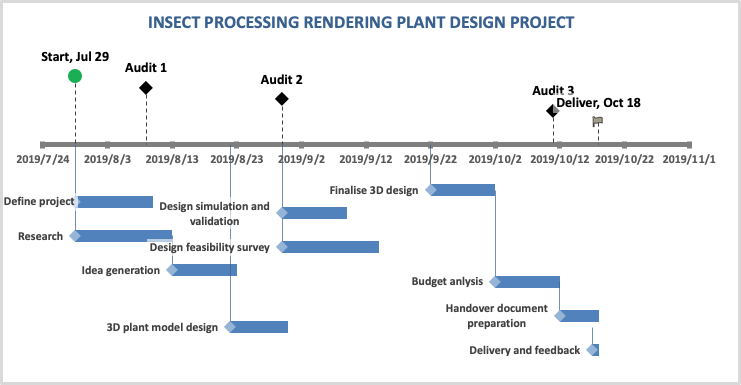 INSECT PROCESSING RENDERING PLANT DESIGN PROJECT
Start, Jul 29
Audit 1
Audit 2
Audit 3
Deliver, Oct 18
2019/7/24 2019/8/3 2019/8/13 2019/8/23 2019/9/2 2019/9/12 2019/9/22 2019/10/2 2019/10/12 2019/10/22 2019/11/1
Define project
Research
Idea generation
3D plant model design
Design simulation and
validation
Design feasibility survey
Finalise 3D design
Budget anlysis
Handover document
preparation
Delivery and feedback